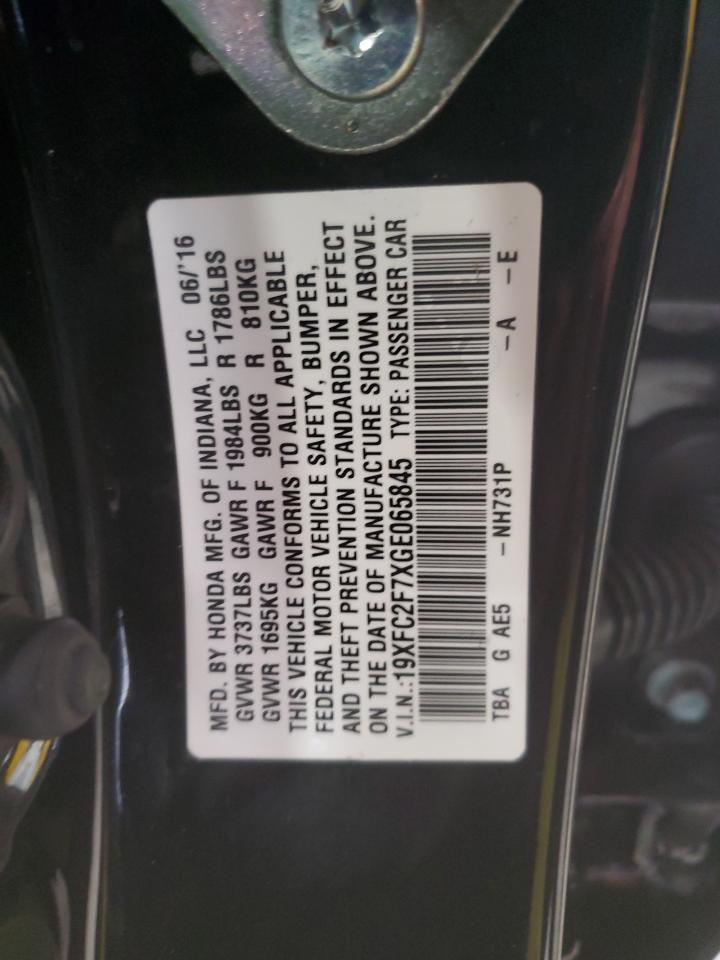 MFD. BY HONDA MFG. OF INDIANA, LLC 06/'16
GVWR 3737LBS GAWR F 1984LBS R 1786LBS
GVWR 1695KG GAWR F 900KG R 810KG
THIS VEHICLE CONFORMS TO ALL APPLICABLE
FEDERAL MOTOR VEHICLE SAFETY, BUMPER,
AND THEFT PREVENTION STANDARDS IN EFFECT
ON THE DATE OF MANUFACTURE SHOWN ABOVE.
V.I.N.:19XFC2F7XGE065845 TYPE: PASSENGER CAR
TBA G AE5 -NH731P -A -E